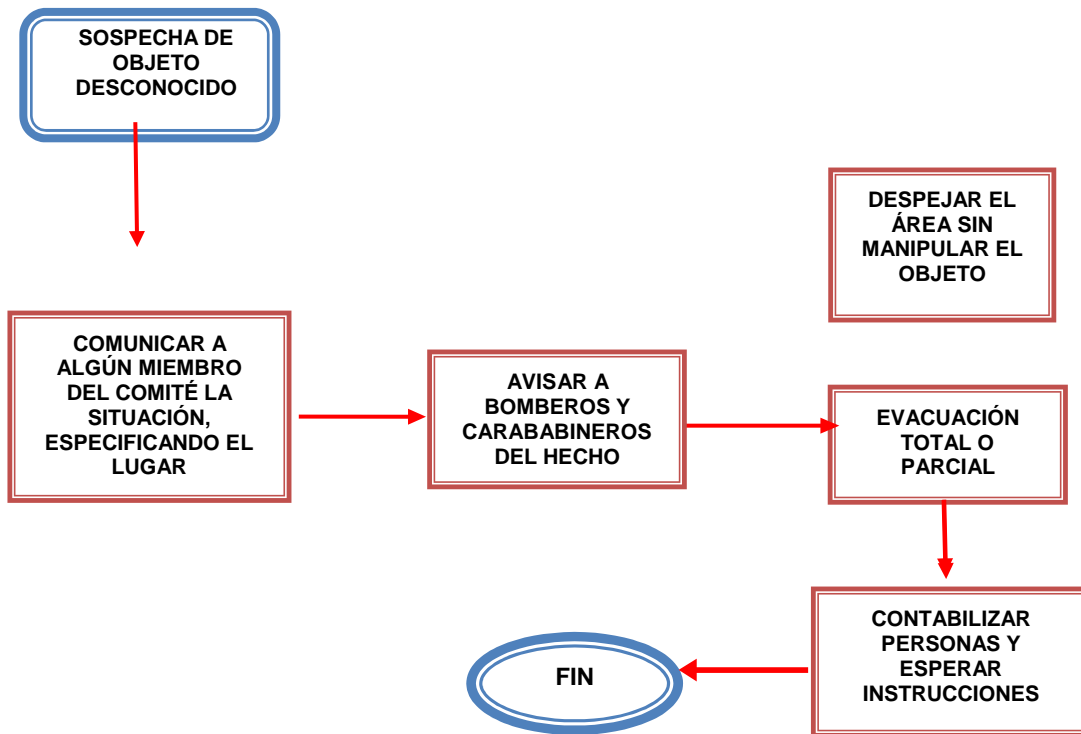 SOSPECHA DE
OBJETO
DESCONOCIDO
DESPEJAR EL
ÁREA SIN
MANIPULAR EL
OBJETO
COMUNICAR A
ALGÚN MIEMBRO
DEL COMITÉ LA
SITUACIÓN,
ESPECIFICANDO EL
LUGAR
AVISAR A
BOMBEROS Y
CARABABINEROS
DEL HECHO
EVACUACIÓN
TOTAL O
PARCIAL
CONTABILIZAR
PERSONAS Y
ESPERAR
INSTRUCCIONES
FIN